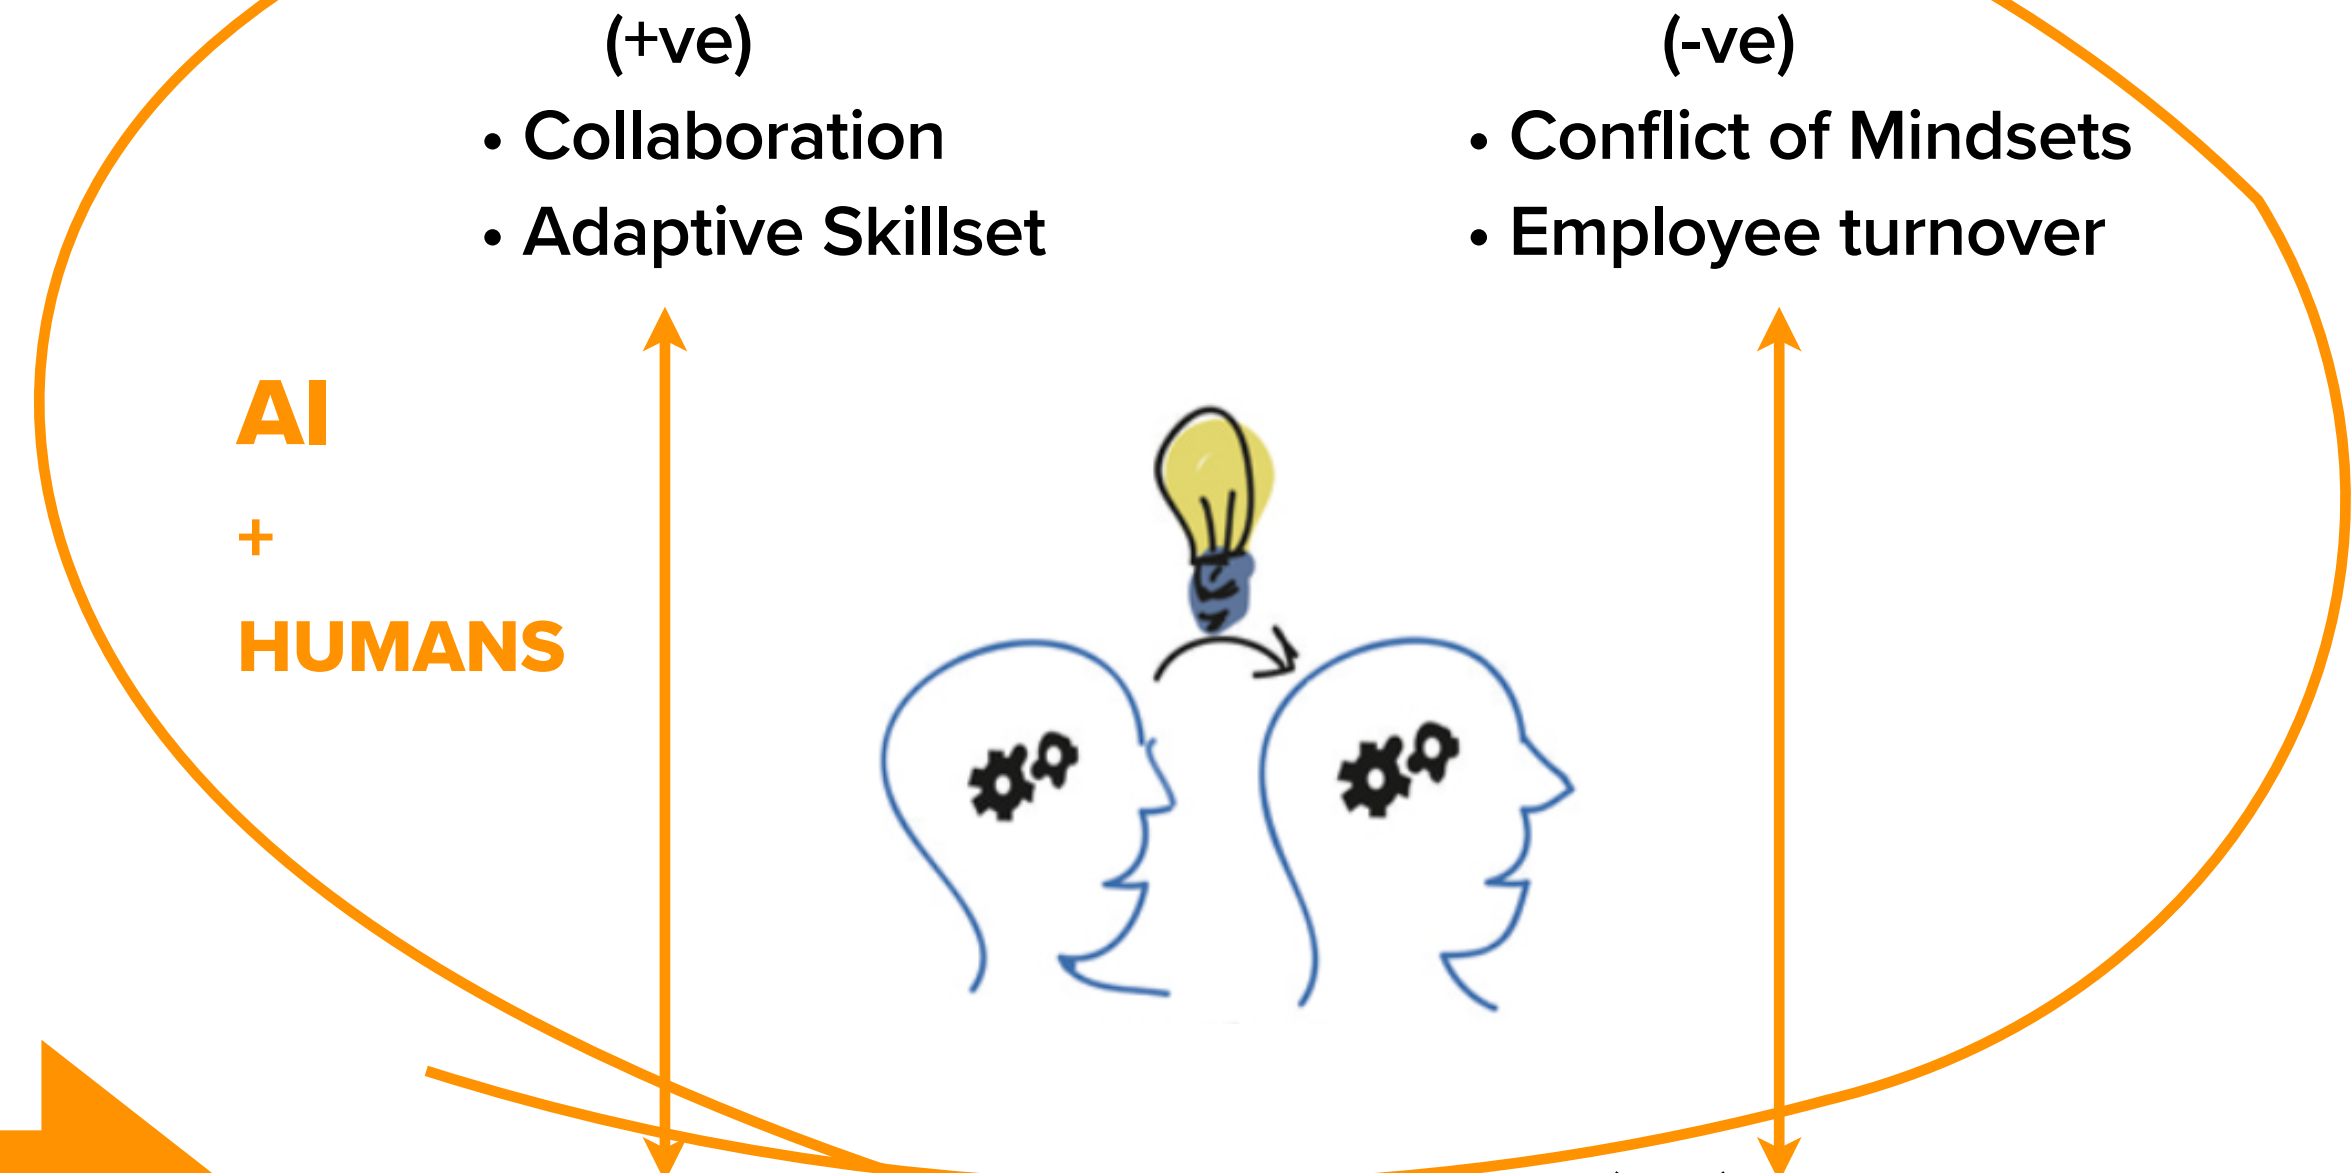 (+ve)
• Collaboration
• Adaptive Skillset
(-ve)
• Conflict of Mindsets
• Employee turnover
AI
+
HUMANS